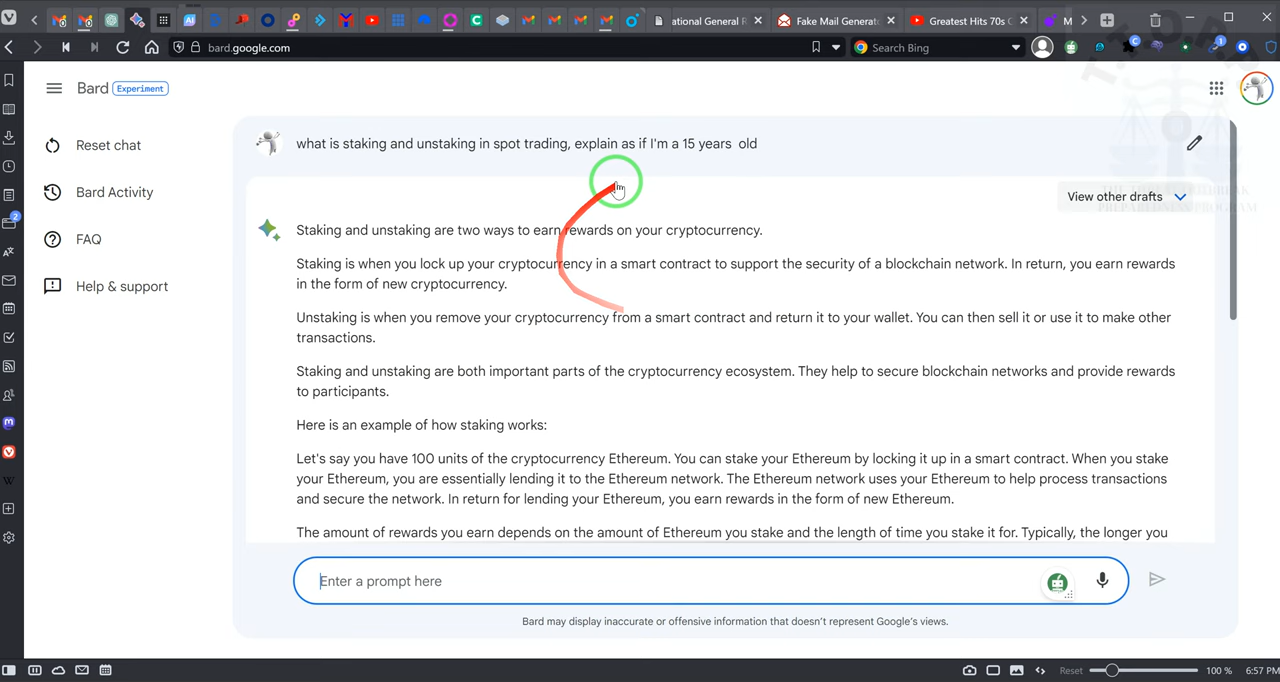 ational General R
Fake Mail Generato
Greatest Hits 70s C
M
bard.google.com
Search Bing
Bard Experiment
Reset chat
Bard Activity
FAQ
Help & support
what is staking and unstaking in spot trading, explain as if I'm a 15 years old
View other drafts
Staking and unstaking are two ways to earn rewards on your cryptocurrency.
Staking is when you lock up your cryptocurrency in a smart contract to support the security of a blockchain network. In return, you earn rewards
in the form of new cryptocurrency.
Unstaking is when you remove your cryptocurrency from a smart contract and return it to your wallet. You can then sell it or use it to make other
transactions.
Staking and unstaking are both important parts of the cryptocurrency ecosystem. They help to secure blockchain networks and provide rewards
to participants.
Here is an example of how staking works:
Let's say you have 100 units of the cryptocurrency Ethereum. You can stake your Ethereum by locking it up in a smart contract. When you stake
your Ethereum, you are essentially lending it to the Ethereum network. The Ethereum network uses your Ethereum to help process transactions
and secure the network. In return for lending your Ethereum, you earn rewards in the form of new Ethereum.
The amount of rewards you earn depends on the amount of Ethereum you stake and the length of time you stake it for. Typically, the longer you
Enter a prompt here
Bard may display inaccurate or offensive information that doesn't represent Google's views.
Reset
100 %
6:57 PM